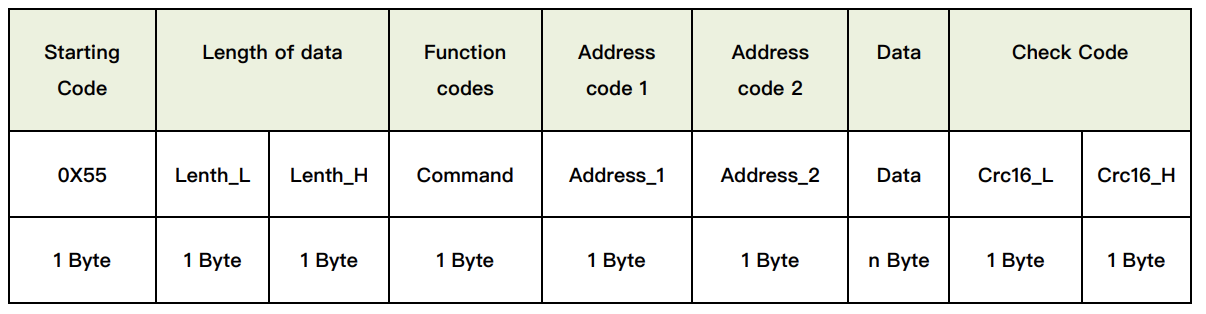 Starting Code
Length of data
Function codes
Address code 1
Address code 2
Data
Check Code
0X55
Lenth_L
Lenth_H
Command
Address_1
Address_2
Data
Crc16_L
Crc16_H
1 Byte
1 Byte
1 Byte
1 Byte
1 Byte
1 Byte
n Byte
1 Byte
1 Byte